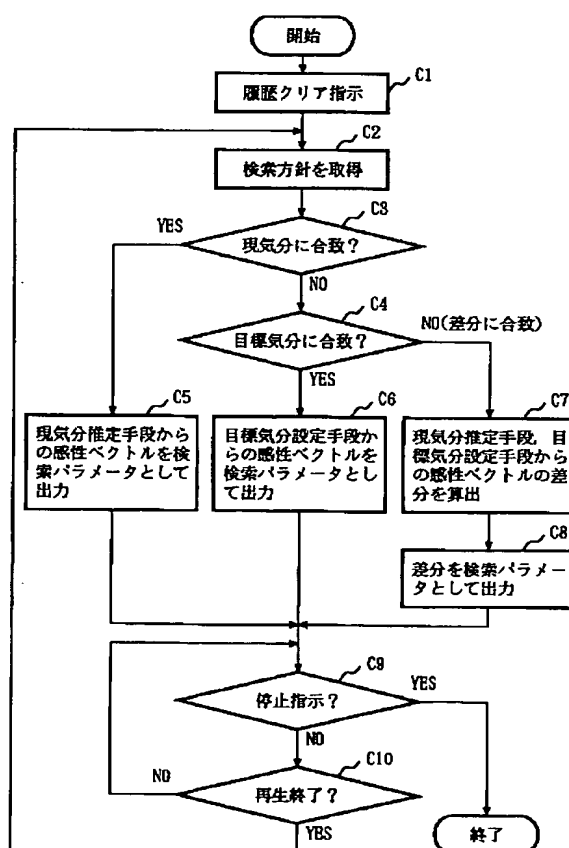 開始
C1
履歴クリア指示
C2
検索方針を取得
C3
YES
現気分に合致?
NO
C4
目標気分に合致?
NO(差分に合致)
YES
C5
現気分推定手段から
の感性ベクトルを検
索パラメータとして
出力
C6
目標気分設定手段か
らの感性ベクトルを
検索パラメータとし
て出力
C7
現気分推定手段,目
標気分設定手段から
の感性ベクトルの差
分を算出
C8
差分を検索パラメー
タとして出力
C9
停止指示?
YES
NO
C10
NO
再生終了?
YES
終了